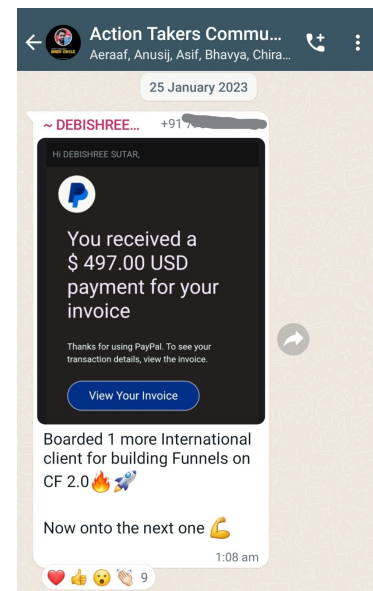 Action Takers Commu...
Aeraaf, Anusij, Asif, Bhavya, Chira...
25 January 2023
~ DEBISHREE... +91
Hi DEBISHREE SUTAR,
You received a
$ 497.00 USD
payment for your
invoice
Thanks for using PayPal. To see your
transaction details, view the invoice.
View Your Invoice
Boarded 1 more International
client for building Funnels on
CF 2.0🔥🚀
Now onto the next one 💪
1:08 am
❤️👍😮👏🏻 9